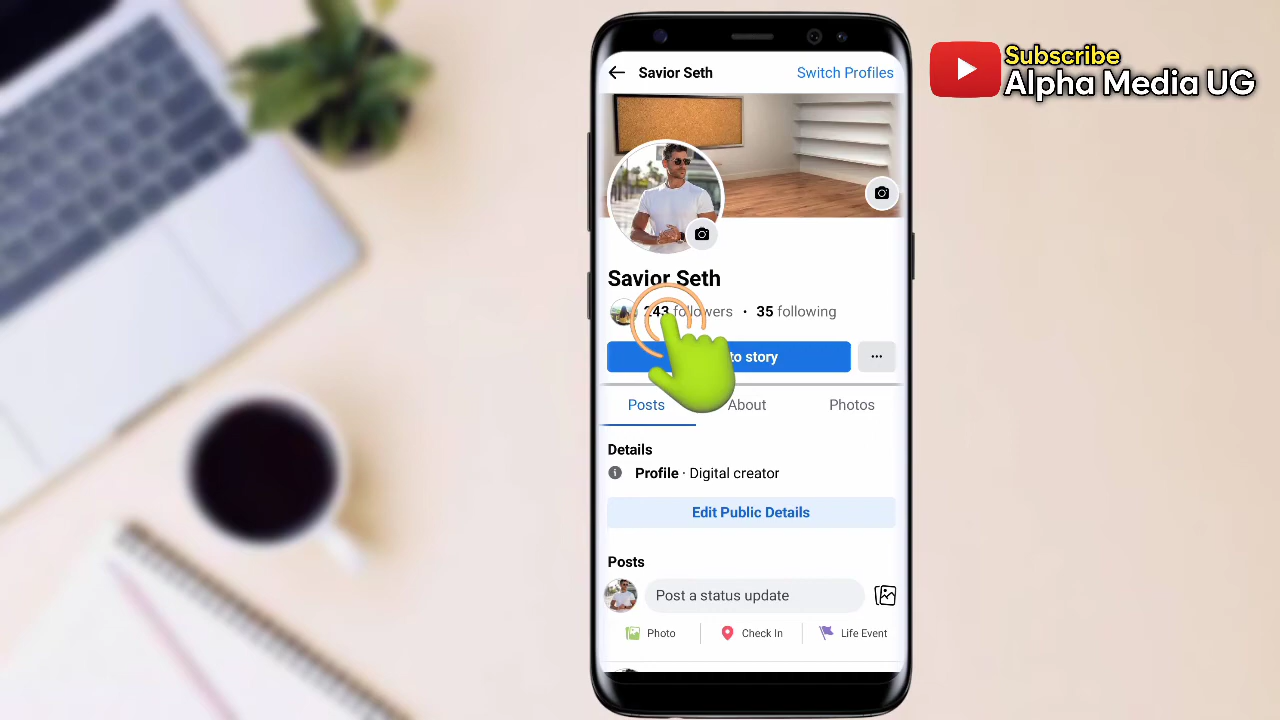 Subscribe
Alpha Media UG
Savior Seth
Switch Profiles
Savior Seth
243 followers · 35 following
to story
...
Posts
About
Photos
Details
Profile · Digital creator
Edit Public Details
Posts
Post a status update
Photo
Check In
Life Event